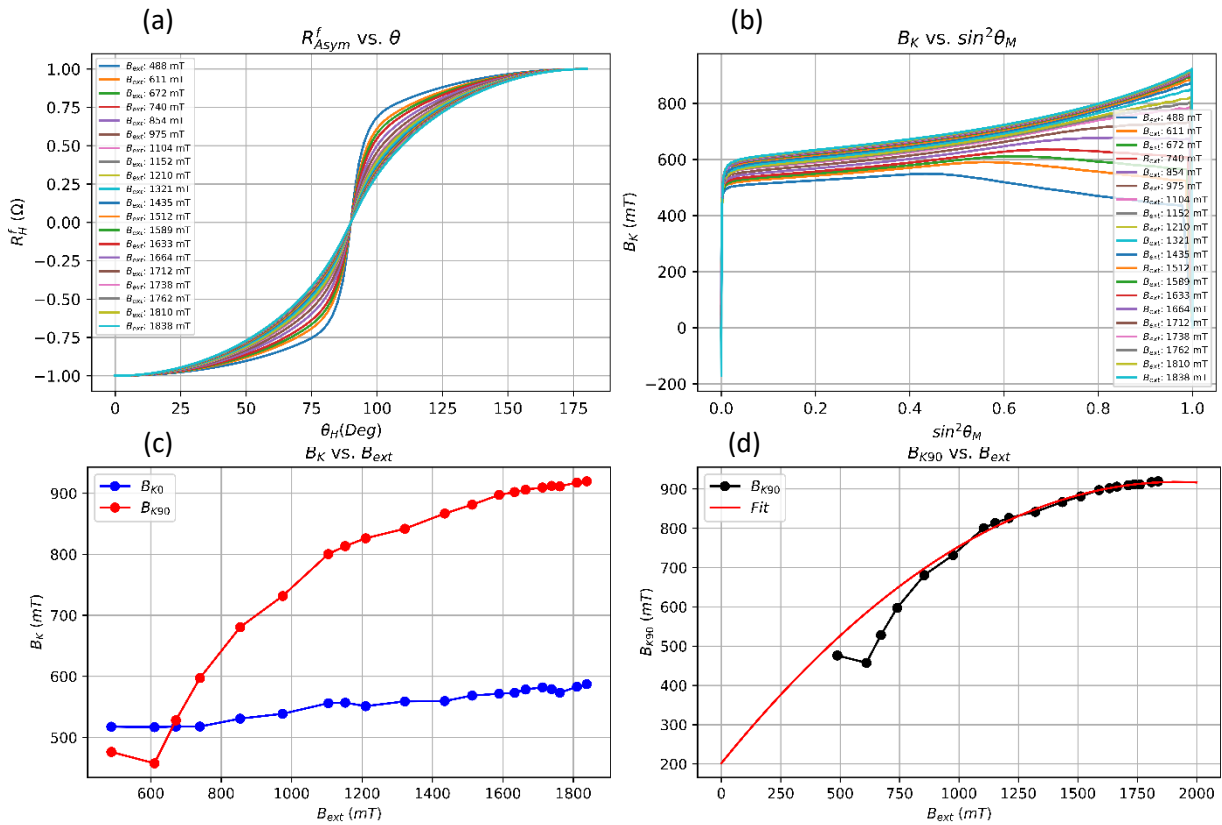 (a)
R^f_Asym vs. θ
1.00
0.75
0.50
0.25
0.00
−0.25
−0.50
−0.75
−1.00
R^f_H (Ω)
B_ext: 488 mT
B_ext: 611 mT
B_ext: 672 mT
B_ext: 740 mT
B_ext: 854 mT
B_ext: 975 mT
B_ext: 1104 mT
B_ext: 1152 mT
B_ext: 1210 mT
B_ext: 1321 mT
B_ext: 1435 mT
B_ext: 1512 mT
B_ext: 1589 mT
B_ext: 1633 mT
B_ext: 1664 mT
B_ext: 1712 mT
B_ext: 1738 mT
B_ext: 1762 mT
B_ext: 1810 mT
B_ext: 1838 mT
0 25 50 75 100 125 150 175
θ_H(Deg)
(b)
B_K vs. sin²θ_M
800
600
400
200
0
−200
B_K (mT)
B_ext: 488 mT
B_ext: 611 mT
B_ext: 672 mT
B_ext: 740 mT
B_ext: 854 mT
B_ext: 975 mT
B_ext: 1104 mT
B_ext: 1152 mT
B_ext: 1210 mT
B_ext: 1321 mT
B_ext: 1435 mT
B_ext: 1512 mT
B_ext: 1589 mT
B_ext: 1633 mT
B_ext: 1664 mT
B_ext: 1712 mT
B_ext: 1738 mT
B_ext: 1762 mT
B_ext: 1810 mT
B_ext: 1838 mT
0.0 0.2 0.4 0.6 0.8 1.0
sin²θ_M
(c)
B_K vs. B_ext
B_K0
B_K90
900
800
700
600
500
B_K (mT)
600 800 1000 1200 1400 1600 1800
B_ext (mT)
(d)
B_K90 vs. B_ext
B_K90
Fit
1000
900
800
700
600
500
400
300
200
B_K90 (mT)
0 250 500 750 1000 1250 1500 1750 2000
B_ext (mT)